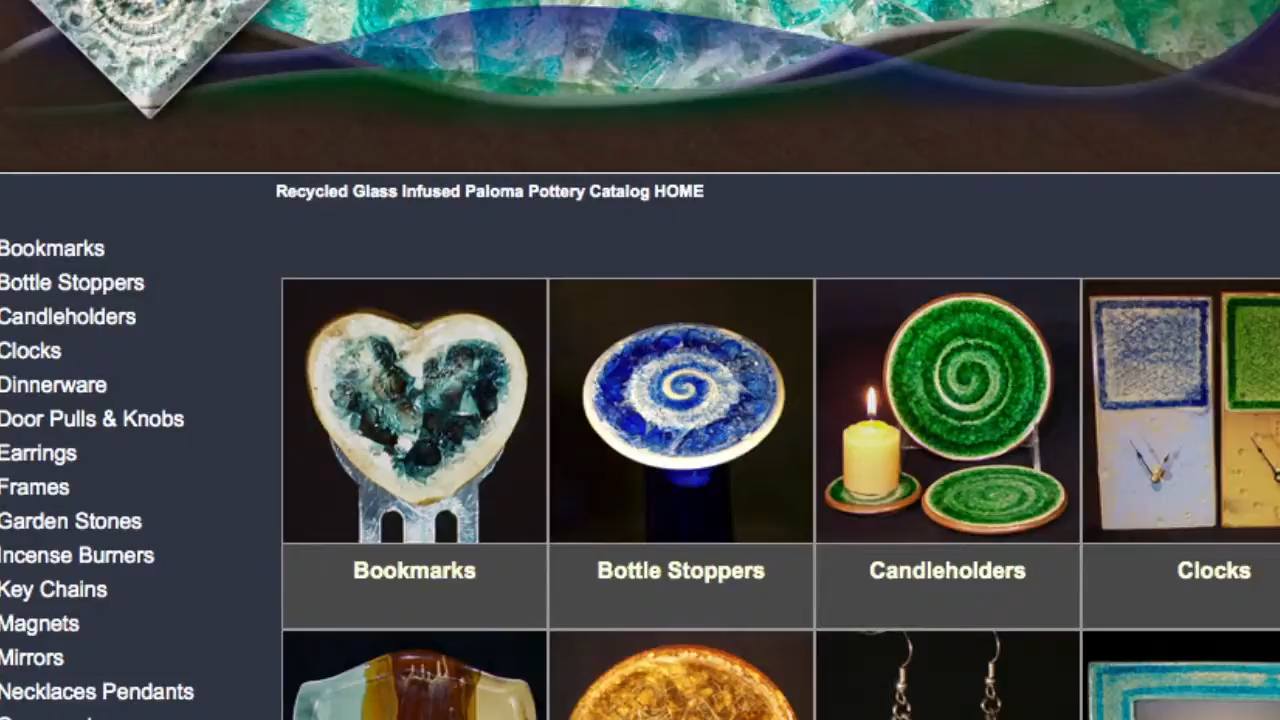 Recycled Glass Infused Paloma Pottery Catalog HOME
Bookmarks
Bottle Stoppers
Candleholders
Clocks
Dinnerware
Door Pulls & Knobs
Earrings
Frames
Garden Stones
Incense Burners
Key Chains
Magnets
Mirrors
Necklaces Pendants
Bookmarks
Bottle Stoppers
Candleholders
Clocks